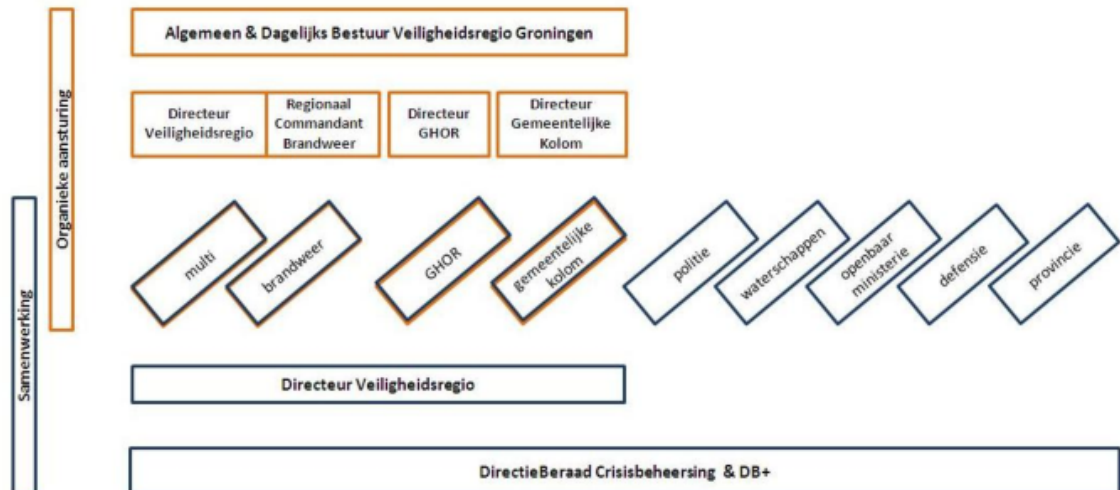 Organieke aansturing
Samenwerking
Algemeen & Dagelijks Bestuur Veiligheidsregio Groningen
Directeur
Veiligheidsregio
Regionaal
Commandant
Brandweer
Directeur
GHOR
Directeur
Gemeentelijke
Kolom
multi
brandweer
GHOR
gemeentelijke
kolom
politie
waterschappen
openbaar
ministerie
defensie
provincie
Directeur Veiligheidsregio
DirectieBeraad Crisisbeheersing & DB+